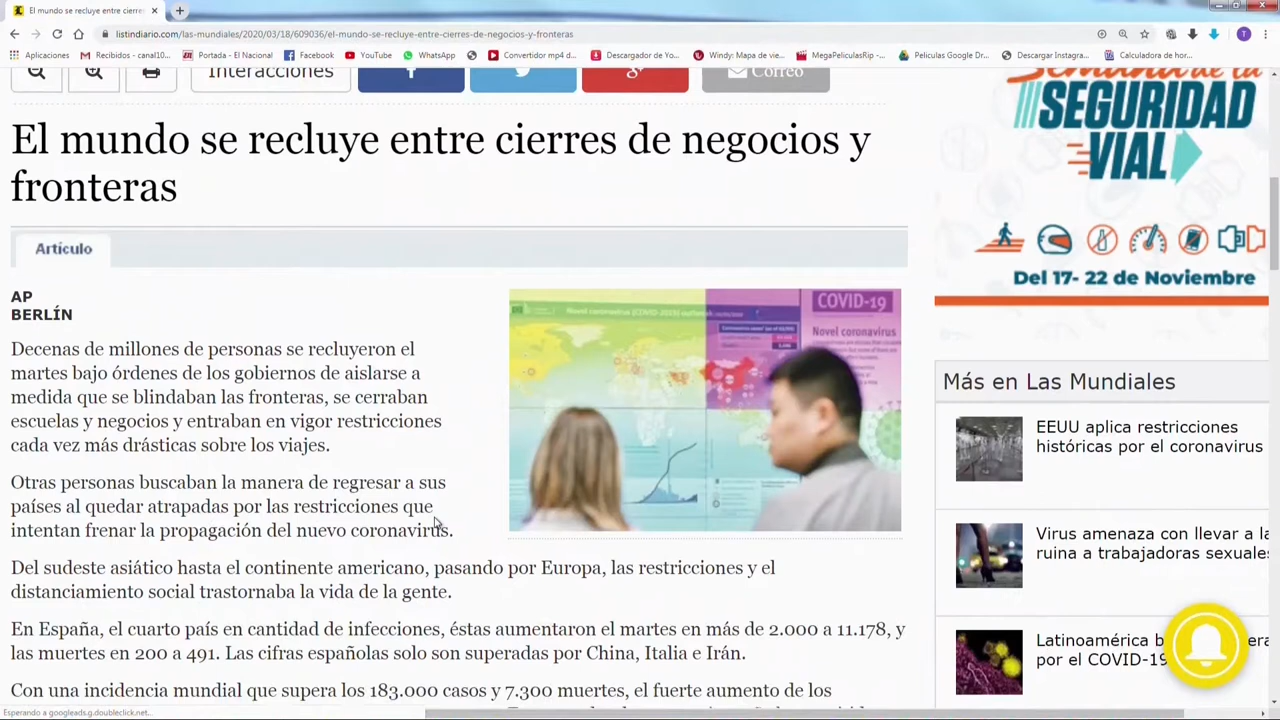 El mundo se recluye entre cierres
listindiario.com/las-mundiales/2020/03/18/609036/el-mundo-se-recluye-entre-cierres-de-negocios-y-fronteras
T
Aplicaciones
Recibidos - canal10...
Portada - El Nacional
Facebook
YouTube
WhatsApp
Convertidor mp4 d...
Descargador de Yo...
Windy: Mapa de vie...
MegaPeliculasRip -...
Peliculas Google Dr...
Descargar Instagra...
Calculadora de hor...
Interacciones
Correo
Semana de la
SEGURIDAD
VIAL
Del 17- 22 de Noviembre
El mundo se recluye entre cierres de negocios y
fronteras
Artículo
AP
BERLÍN
COVID-19
Novel coronavirus
Decenas de millones de personas se recluyeron el
martes bajo órdenes de los gobiernos de aislarse a
medida que se blindaban las fronteras, se cerraban
escuelas y negocios y entraban en vigor restricciones
cada vez más drásticas sobre los viajes.
Otras personas buscaban la manera de regresar a sus
países al quedar atrapadas por las restricciones que
intentan frenar la propagación del nuevo coronavirus.
Del sudeste asiático hasta el continente americano, pasando por Europa, las restricciones y el
distanciamiento social trastornaba la vida de la gente.
En España, el cuarto país en cantidad de infecciones, éstas aumentaron el martes en más de 2.000 a 11.178, y
las muertes en 200 a 491. Las cifras españolas solo son superadas por China, Italia e Irán.
Con una incidencia mundial que supera los 183.000 casos y 7.300 muertes, el fuerte aumento de los
Más en Las Mundiales
EEUU aplica restricciones
históricas por el coronavirus
Virus amenaza con llevar a la
ruina a trabajadoras sexuales
Latinoamérica
por el COVID-19
Esperando a googleads.g.doubleclick.net...